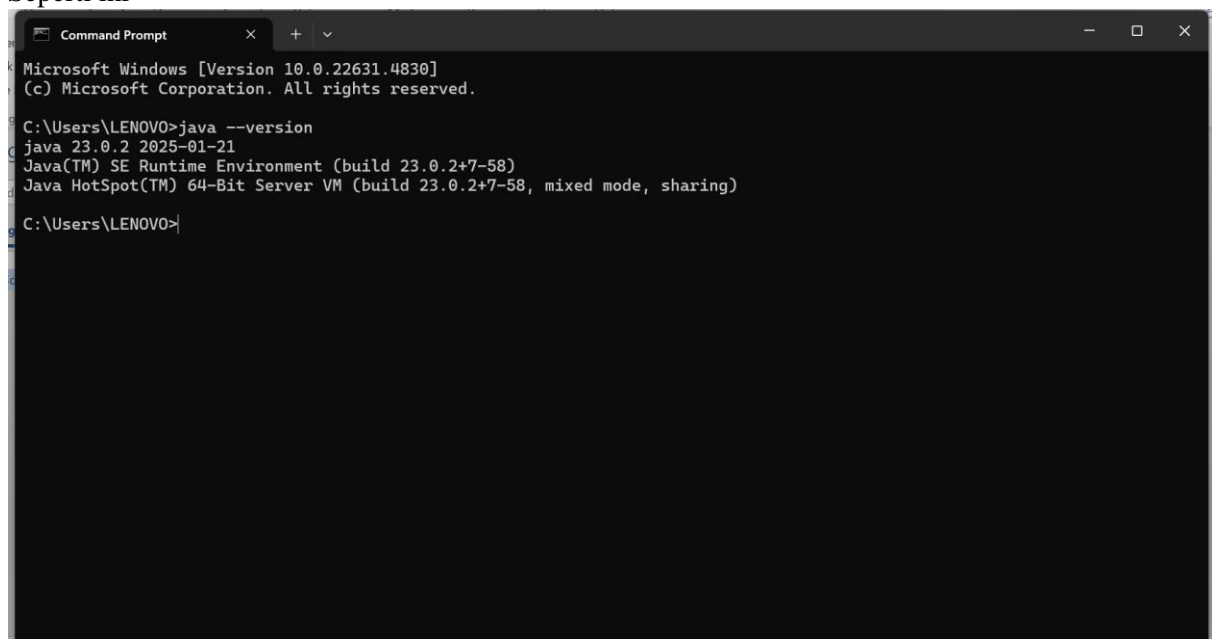 Seperti ini
Command Prompt
Microsoft Windows [Version 10.0.22631.4830]
(c) Microsoft Corporation. All rights reserved.
C:\Users\LENOVO>java --version
java 23.0.2 2025-01-21
Java(TM) SE Runtime Environment (build 23.0.2+7-58)
Java HotSpot(TM) 64-Bit Server VM (build 23.0.2+7-58, mixed mode, sharing)
C:\Users\LENOVO>